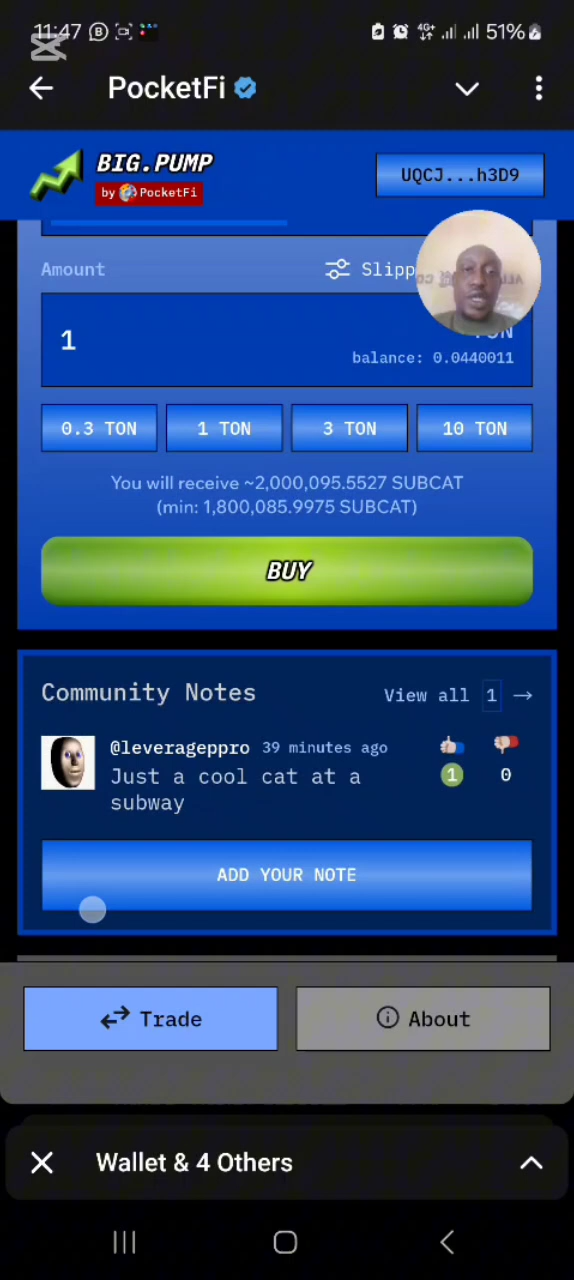 11:47
51%
PocketFi
BIG.PUMP
by PocketFi
UQCJ...h3D9
Amount
Slipp
1
TON
balance: 0.0440011
0.3 TON
1 TON
3 TON
10 TON
You will receive ~2,000,095.5527 SUBCAT
(min: 1,800,085.9975 SUBCAT)
BUY
Community Notes
View all 1 →
@leverageppro 39 minutes ago
Just a cool cat at a
subway
1
0
ADD YOUR NOTE
Trade
About
Wallet & 4 Others